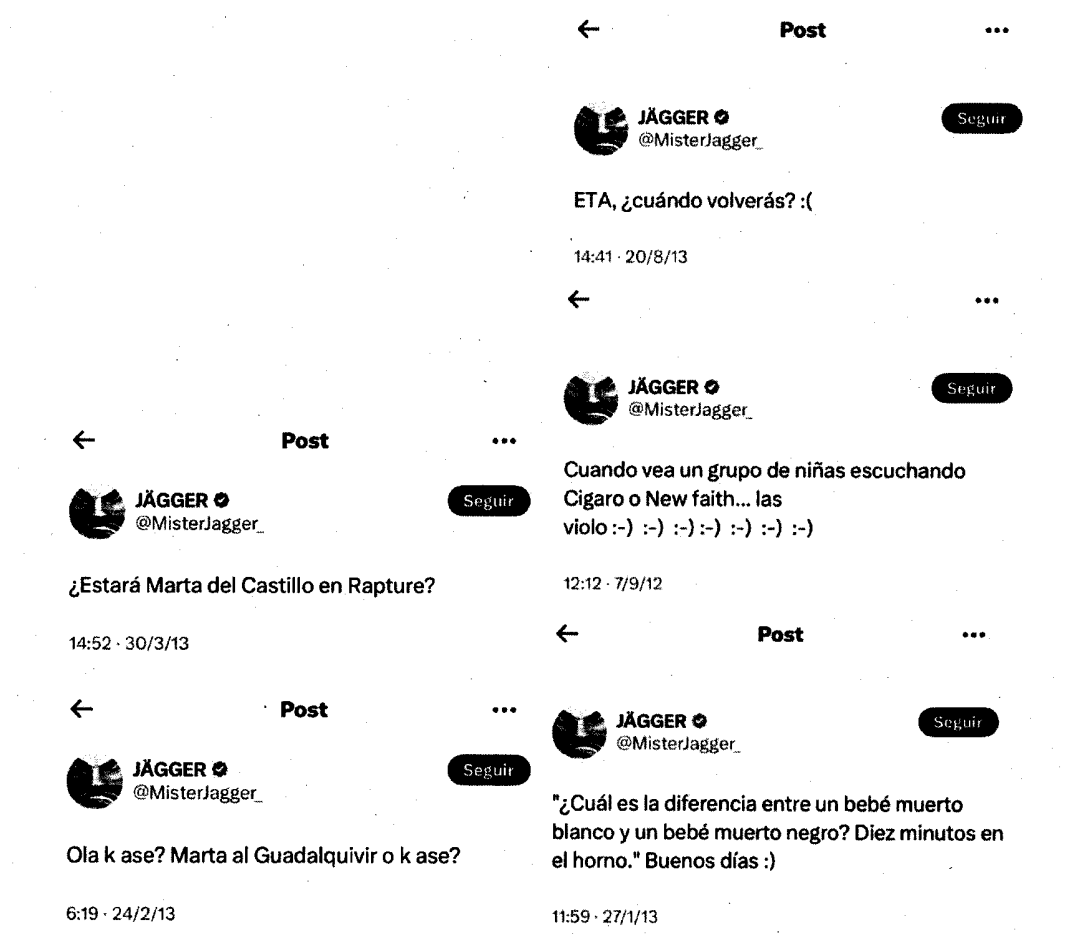 Post
JÄGGER
@MisterJagger_
Seguir
¿Estará Marta del Castillo en Rapture?
14:52 · 30/3/13
Post
JÄGGER
@MisterJagger_
Seguir
Ola k ase? Marta al Guadalquivir o k ase?
6:19 · 24/2/13
Post
JÄGGER
@MisterJagger_
Seguir
ETA, ¿cuándo volverás? :(
14:41 · 20/8/13
JÄGGER
@MisterJagger_
Seguir
Cuando vea un grupo de niñas escuchando
Cigaro o New faith... las
violo :-) :-) :-) :-) :-) :-) :-)
12:12 · 7/9/12
Post
JÄGGER
@MisterJagger_
Seguir
"¿Cuál es la diferencia entre un bebé muerto
blanco y un bebé muerto negro? Diez minutos en
el horno." Buenos días :)
11:59 · 27/1/13